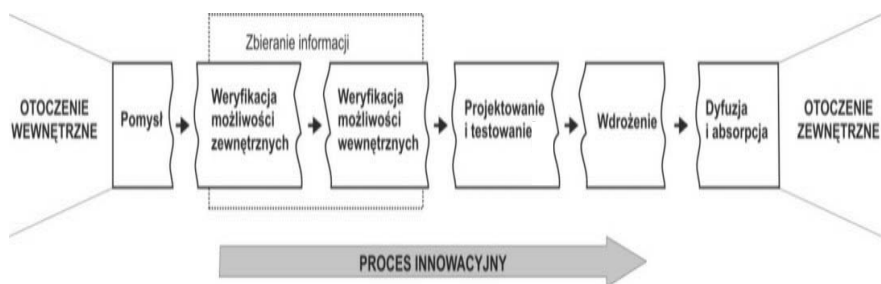 Zbieranie informacji
OTOCZENIE
WEWNĘTRZNE
Pomysł
Weryfikacja
możliwości
zewnętrznych
Weryfikacja
możliwości
wewnętrznych
Projektowanie
i testowanie
Wdrożenie
Dyfuzja
i absorpcja
OTOCZENIE
ZEWNĘTRZNE
PROCES INNOWACYJNY